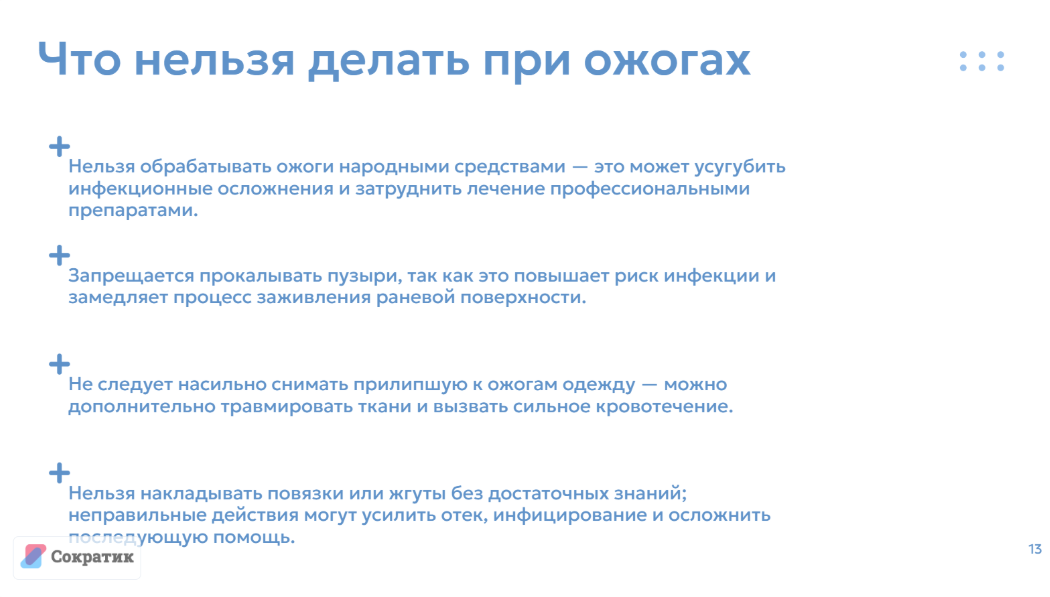 Что нельзя делать при ожогах
Нельзя обрабатывать ожоги народными средствами — это может усугубить
инфекционные осложнения и затруднить лечение профессиональными
препаратами.
Запрещается прокалывать пузыри, так как это повышает риск инфекции и
замедляет процесс заживления раневой поверхности.
Не следует насильно снимать прилипшую к ожогам одежду — можно
дополнительно травмировать ткани и вызвать сильное кровотечение.
Нельзя накладывать повязки или жгуты без достаточных знаний;
неправильные действия могут усилить отек, инфицирование и осложнить
последующую помощь.
Сократик
13